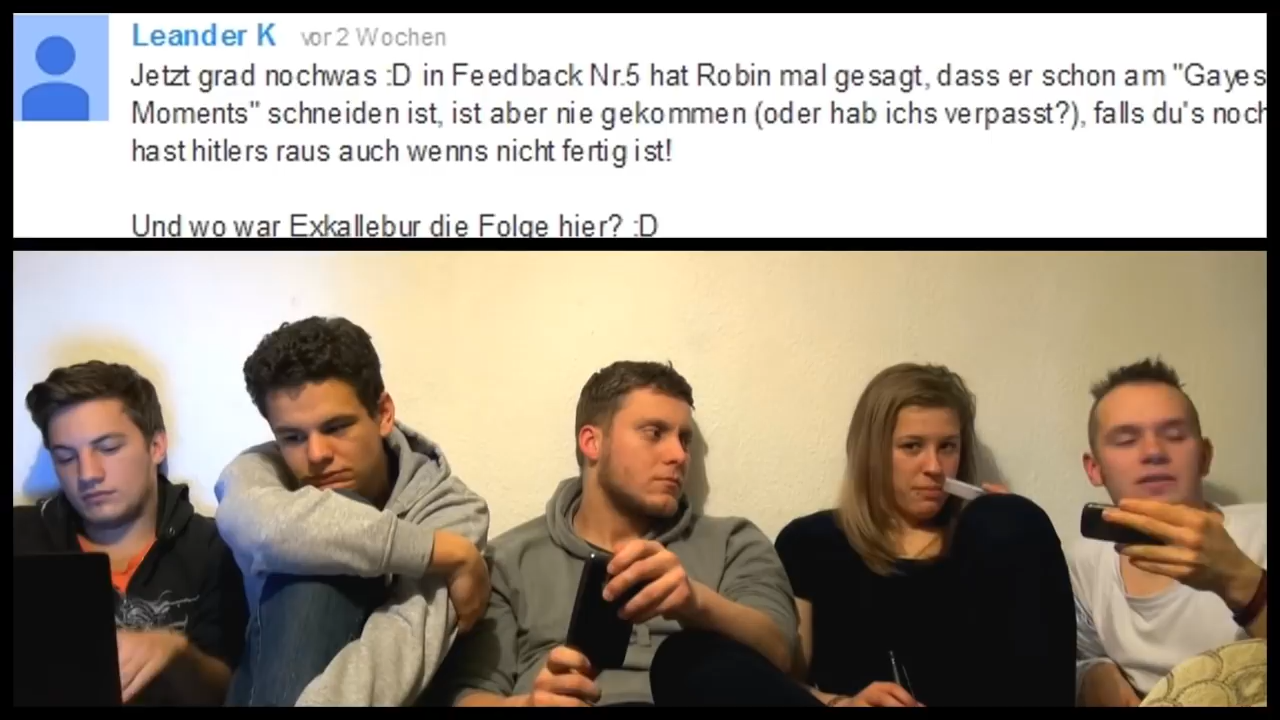 Leander K vor 2 Wochen
Jetzt grad nochwas :D in Feedback Nr.5 hat Robin mal gesagt, dass er schon am "Gayes
Moments" schneiden ist, ist aber nie gekommen (oder hab ichs verpasst?), falls du's noch
hast hitlers raus auch wenns nicht fertig ist!
Und wo war Exkallebur die Folge hier? :D